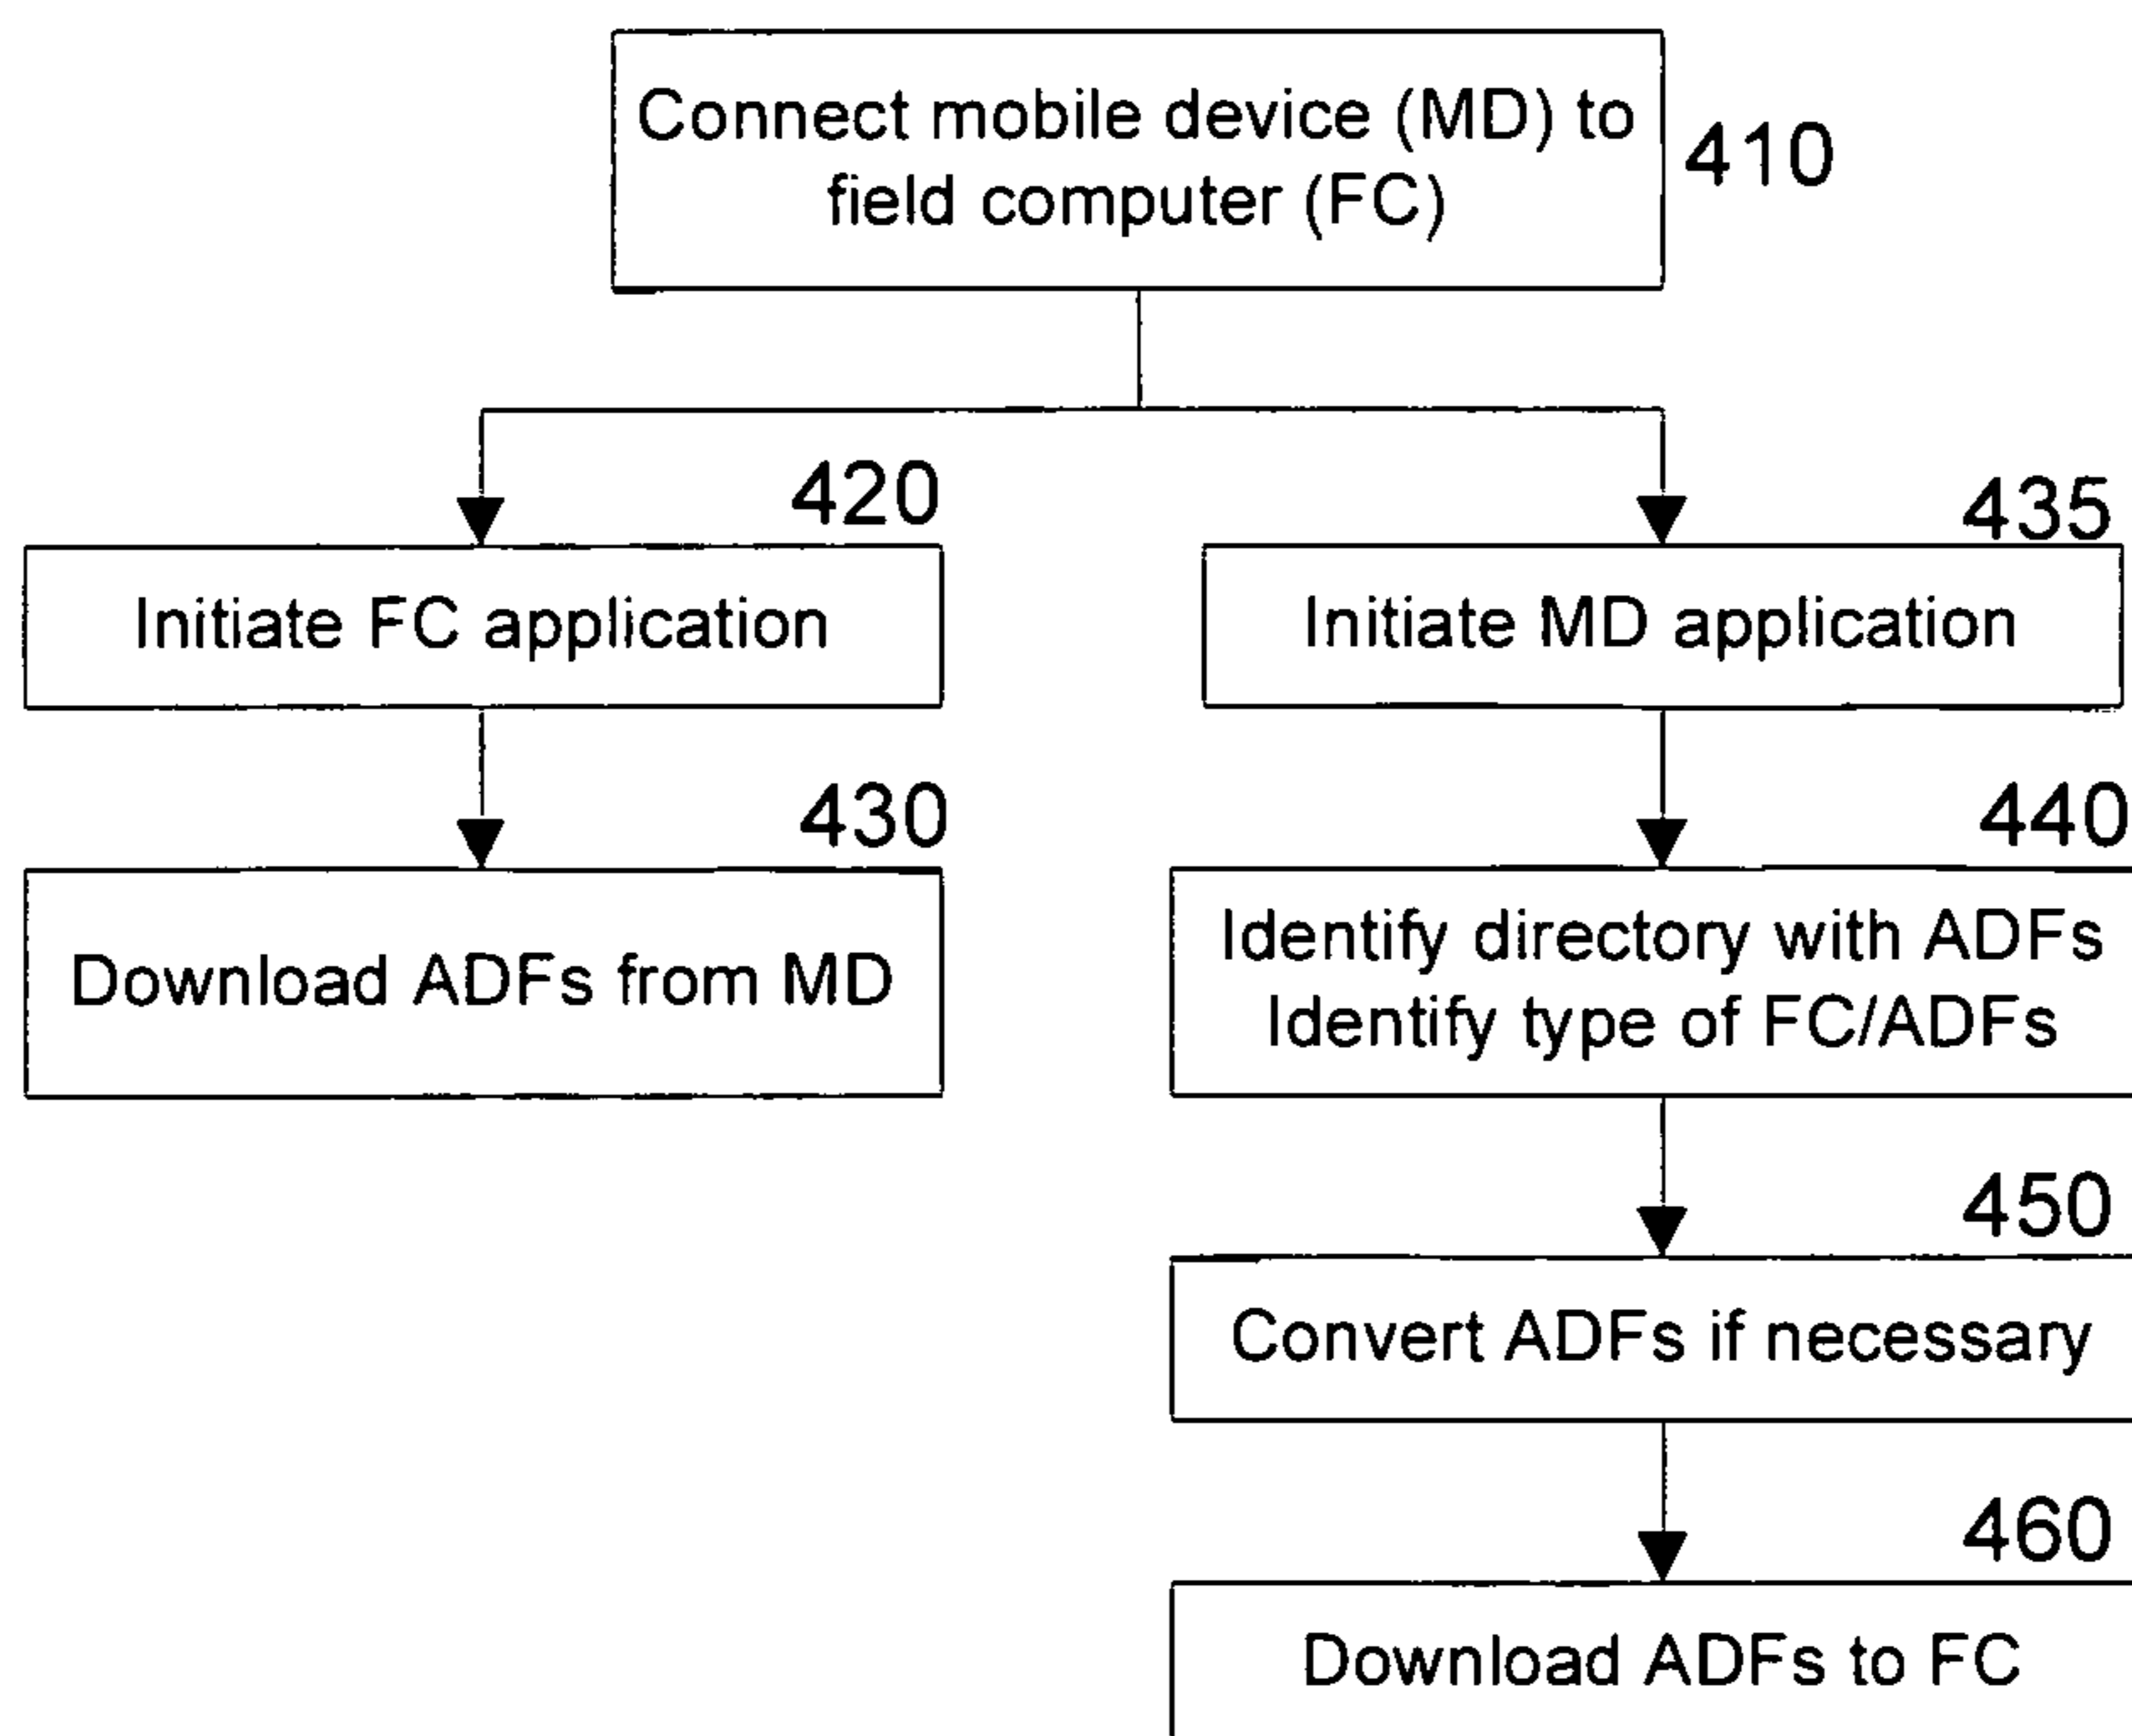 Connect mobile device (MD) to
field computer (FC)
410
420
Initiate FC application
430
Download ADFs from MD
435
Initiate MD application
440
Identify directory with ADFs
Identify type of FC/ADFs
450
Convert ADFs if necessary
460
Download ADFs to FC